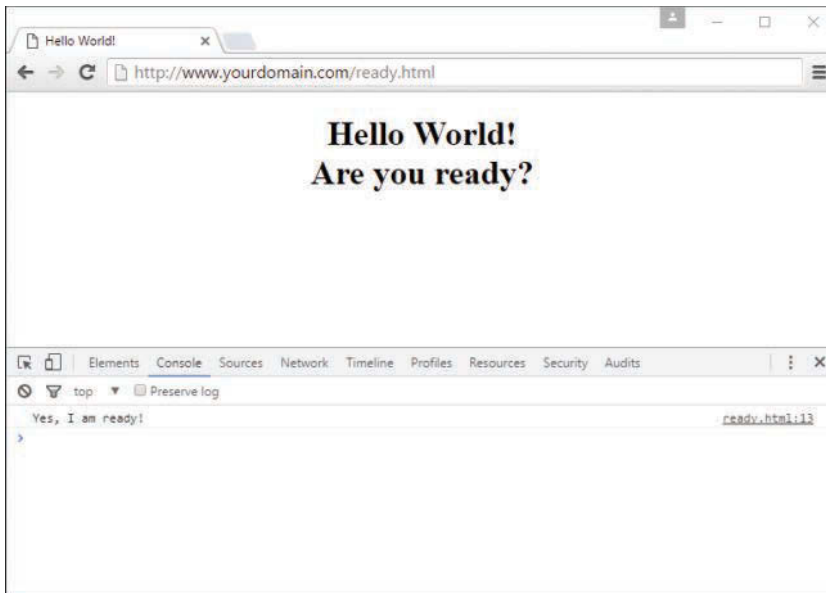 Hello World!
http://www.yourdomain.com/ready.html
Hello World!
Are you ready?
Elements Console Sources Network Timeline Profiles Resources Security Audits
top Preserve log
Yes, I am ready! ready.html:13